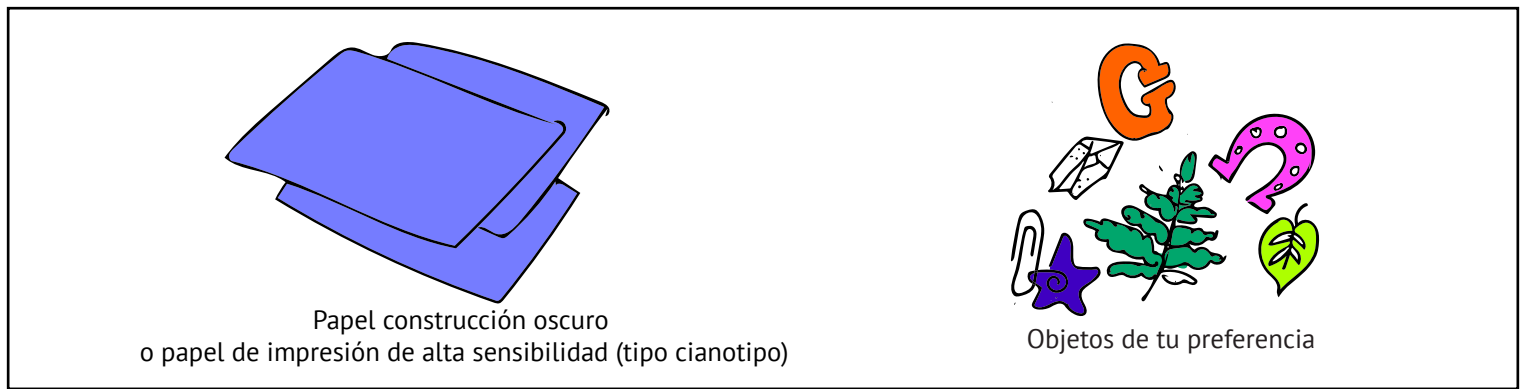 Papel construcción oscuro
o papel de impresión de alta sensibilidad (tipo cianotipo)
Objetos de tu preferencia
G